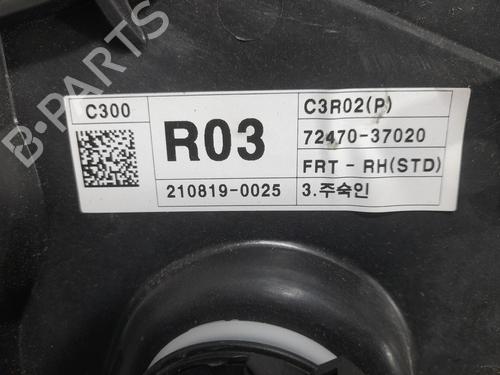 B-PARTS
C300
R03
210819-0025
C3R02(P)
72470-37020
FRT - RH(STD)
3.주숙인